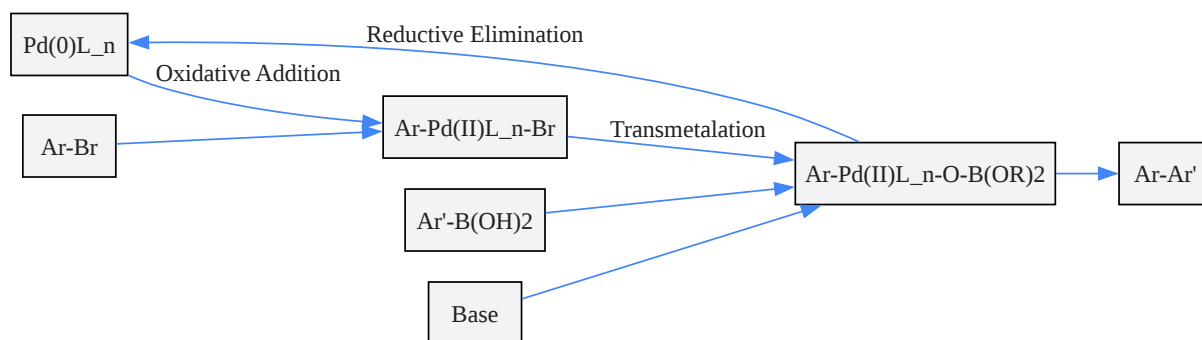 Pd(0)L_n
Reductive Elimination
Oxidative Addition
Ar-Br
Ar-Pd(II)L_n-Br
Transmetalation
Ar'-B(OH)2
Base
Ar-Pd(II)L_n-O-B(OR)2
Ar-Ar'